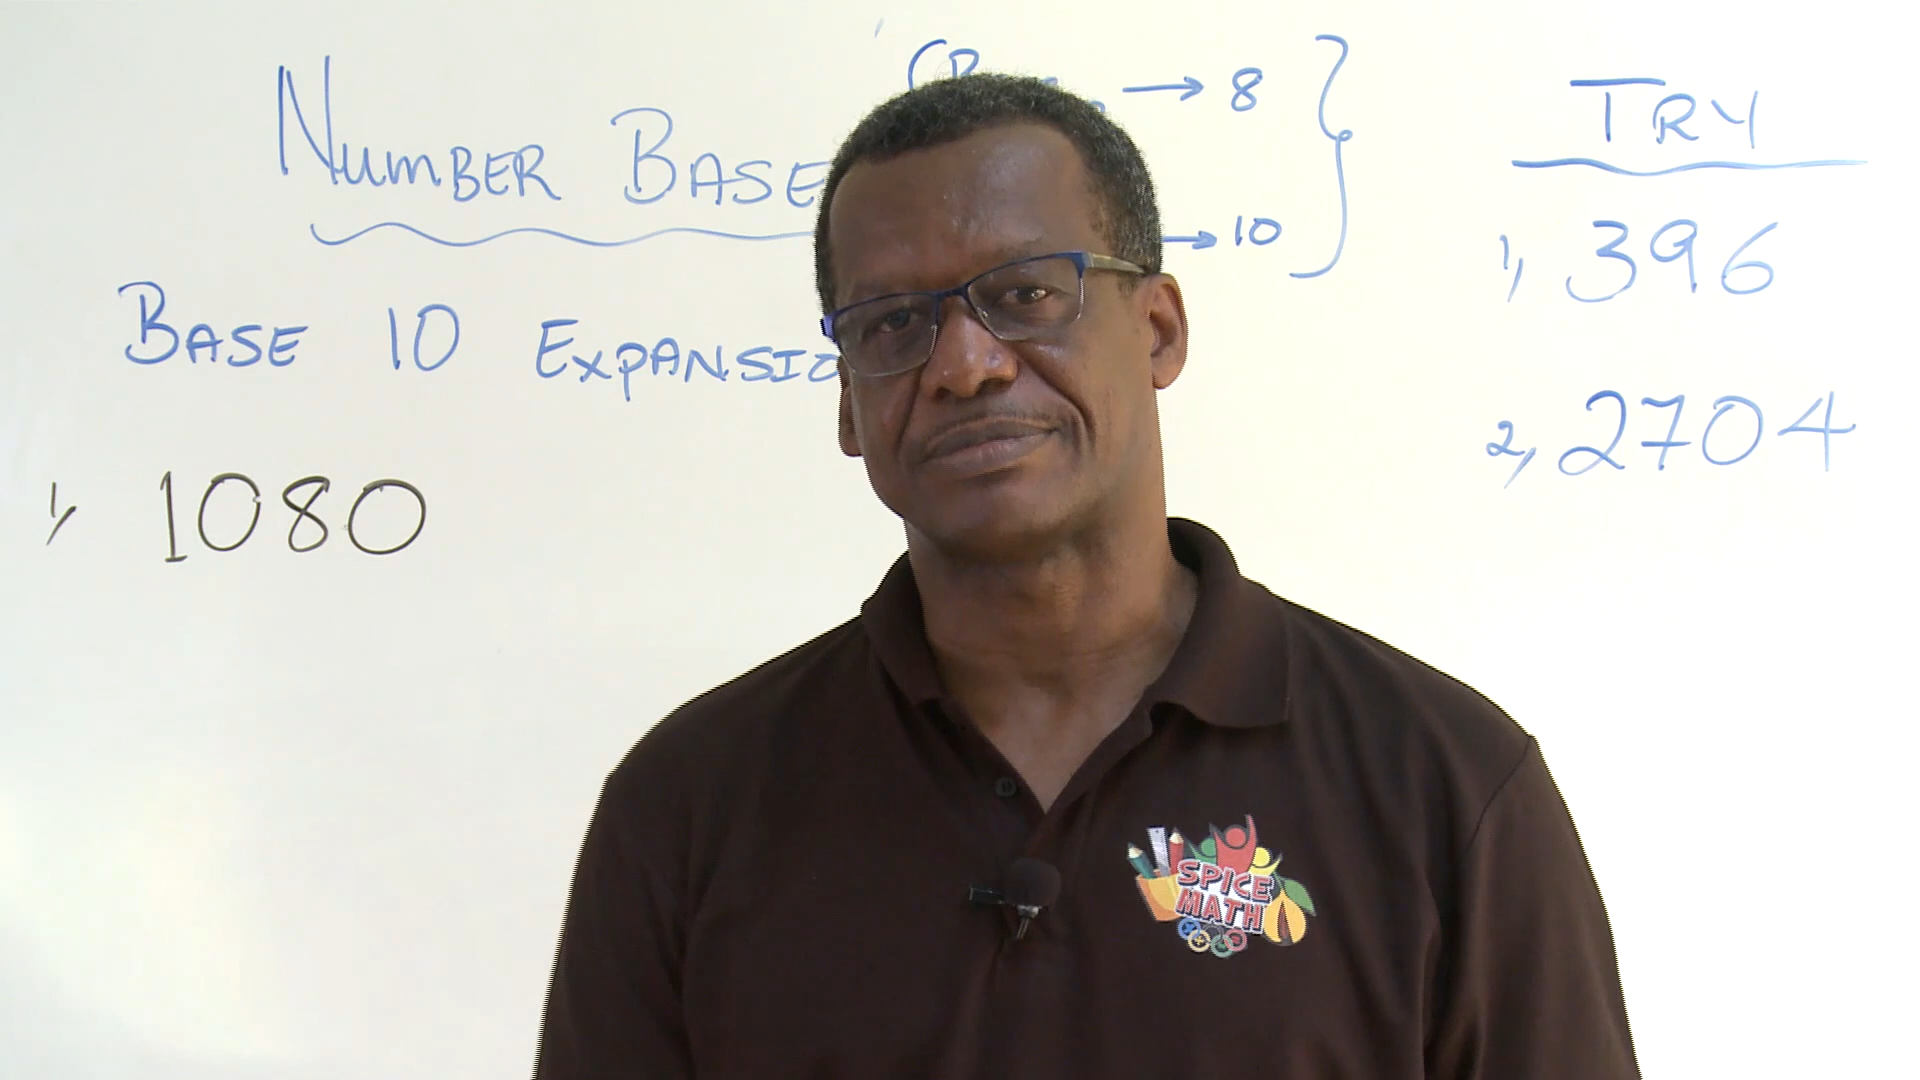 NUMBER BASE
→ 8
→ 10
BASE 10 EXPANSIO
1, 1080
TRY
1, 396
2, 2704
SPICE
MATH